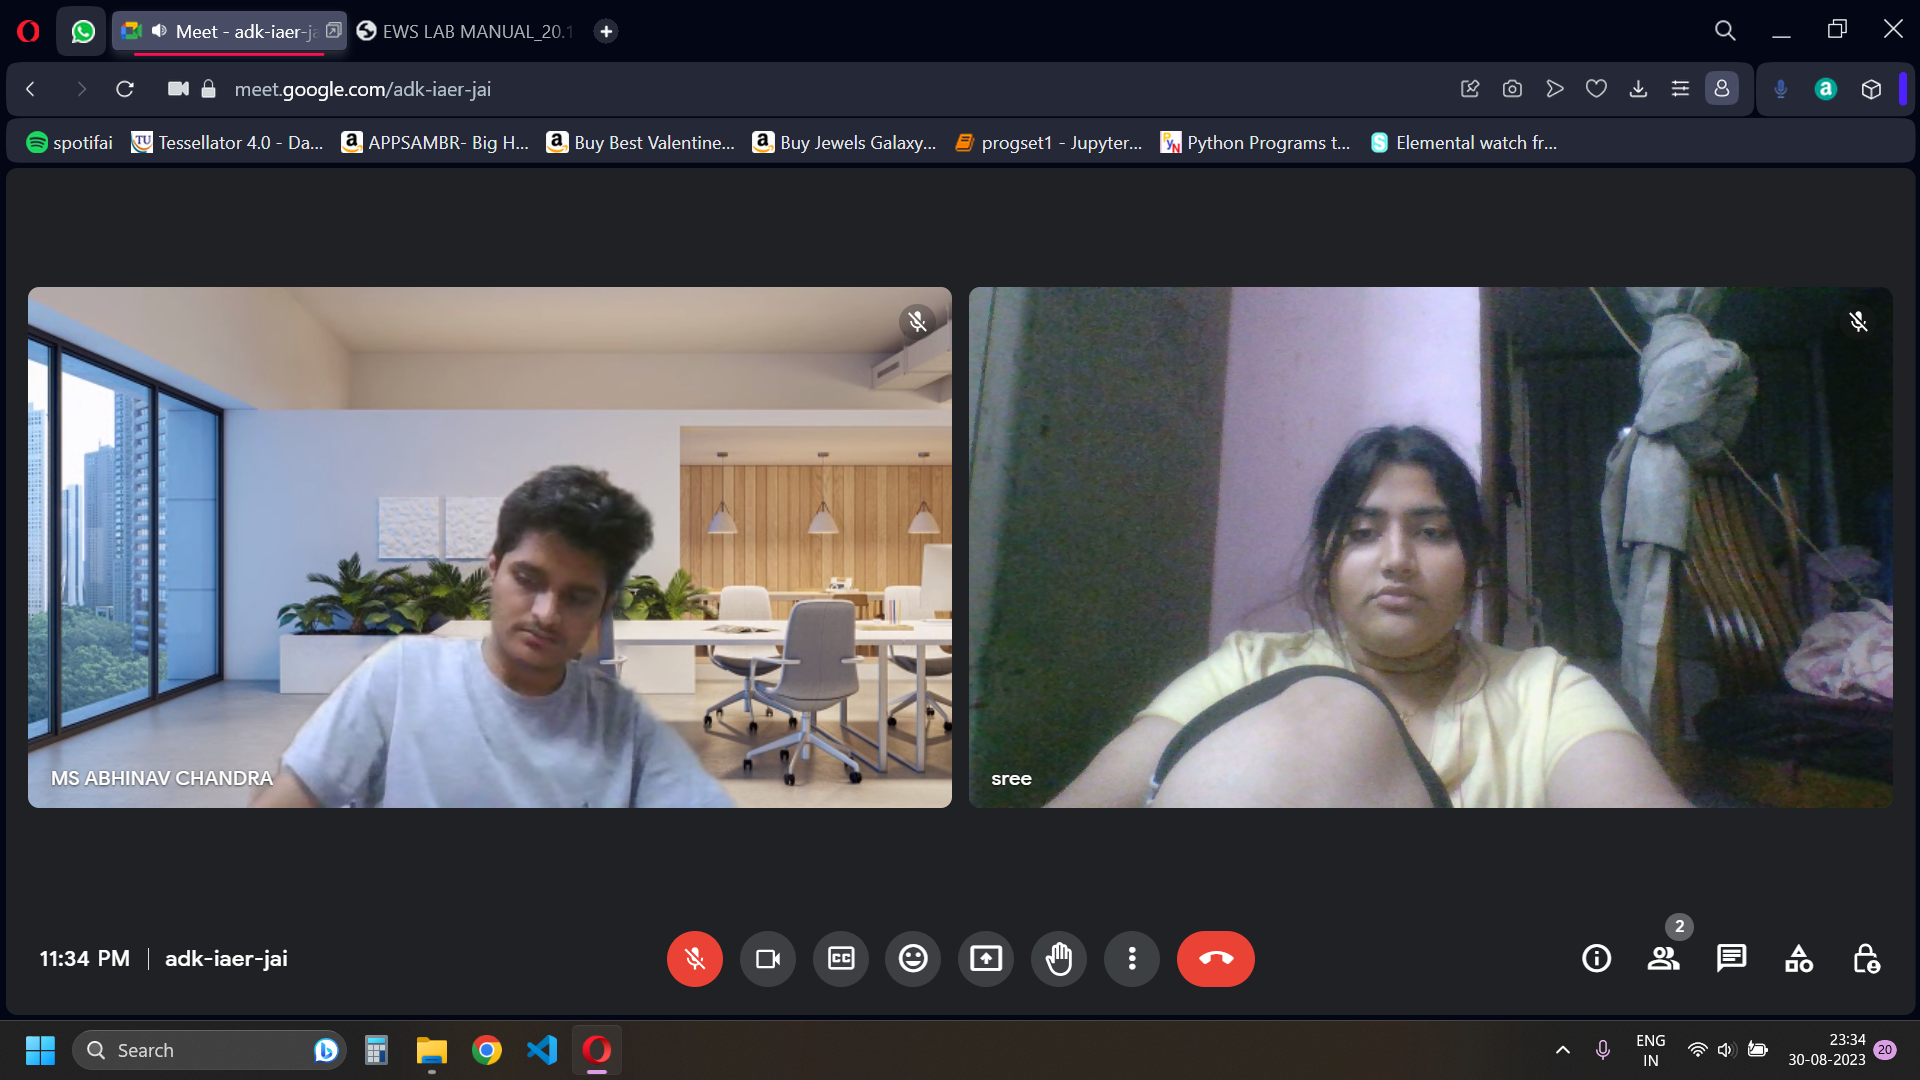 Meet - adk-iaer-ja
EWS LAB MANUAL_20.1
meet.google.com/adk-iaer-jai
spotifai
Tessellator 4.0 - Da...
APPSAMBR- Big H...
Buy Best Valentine...
Buy Jewels Galaxy...
progset1 - Jupyter...
Python Programs t...
Elemental watch fr...
MS ABHINAV CHANDRA
sree
11:34 PM
adk-iaer-jai
2
Search
ENG
IN
23:34
30-08-2023
20